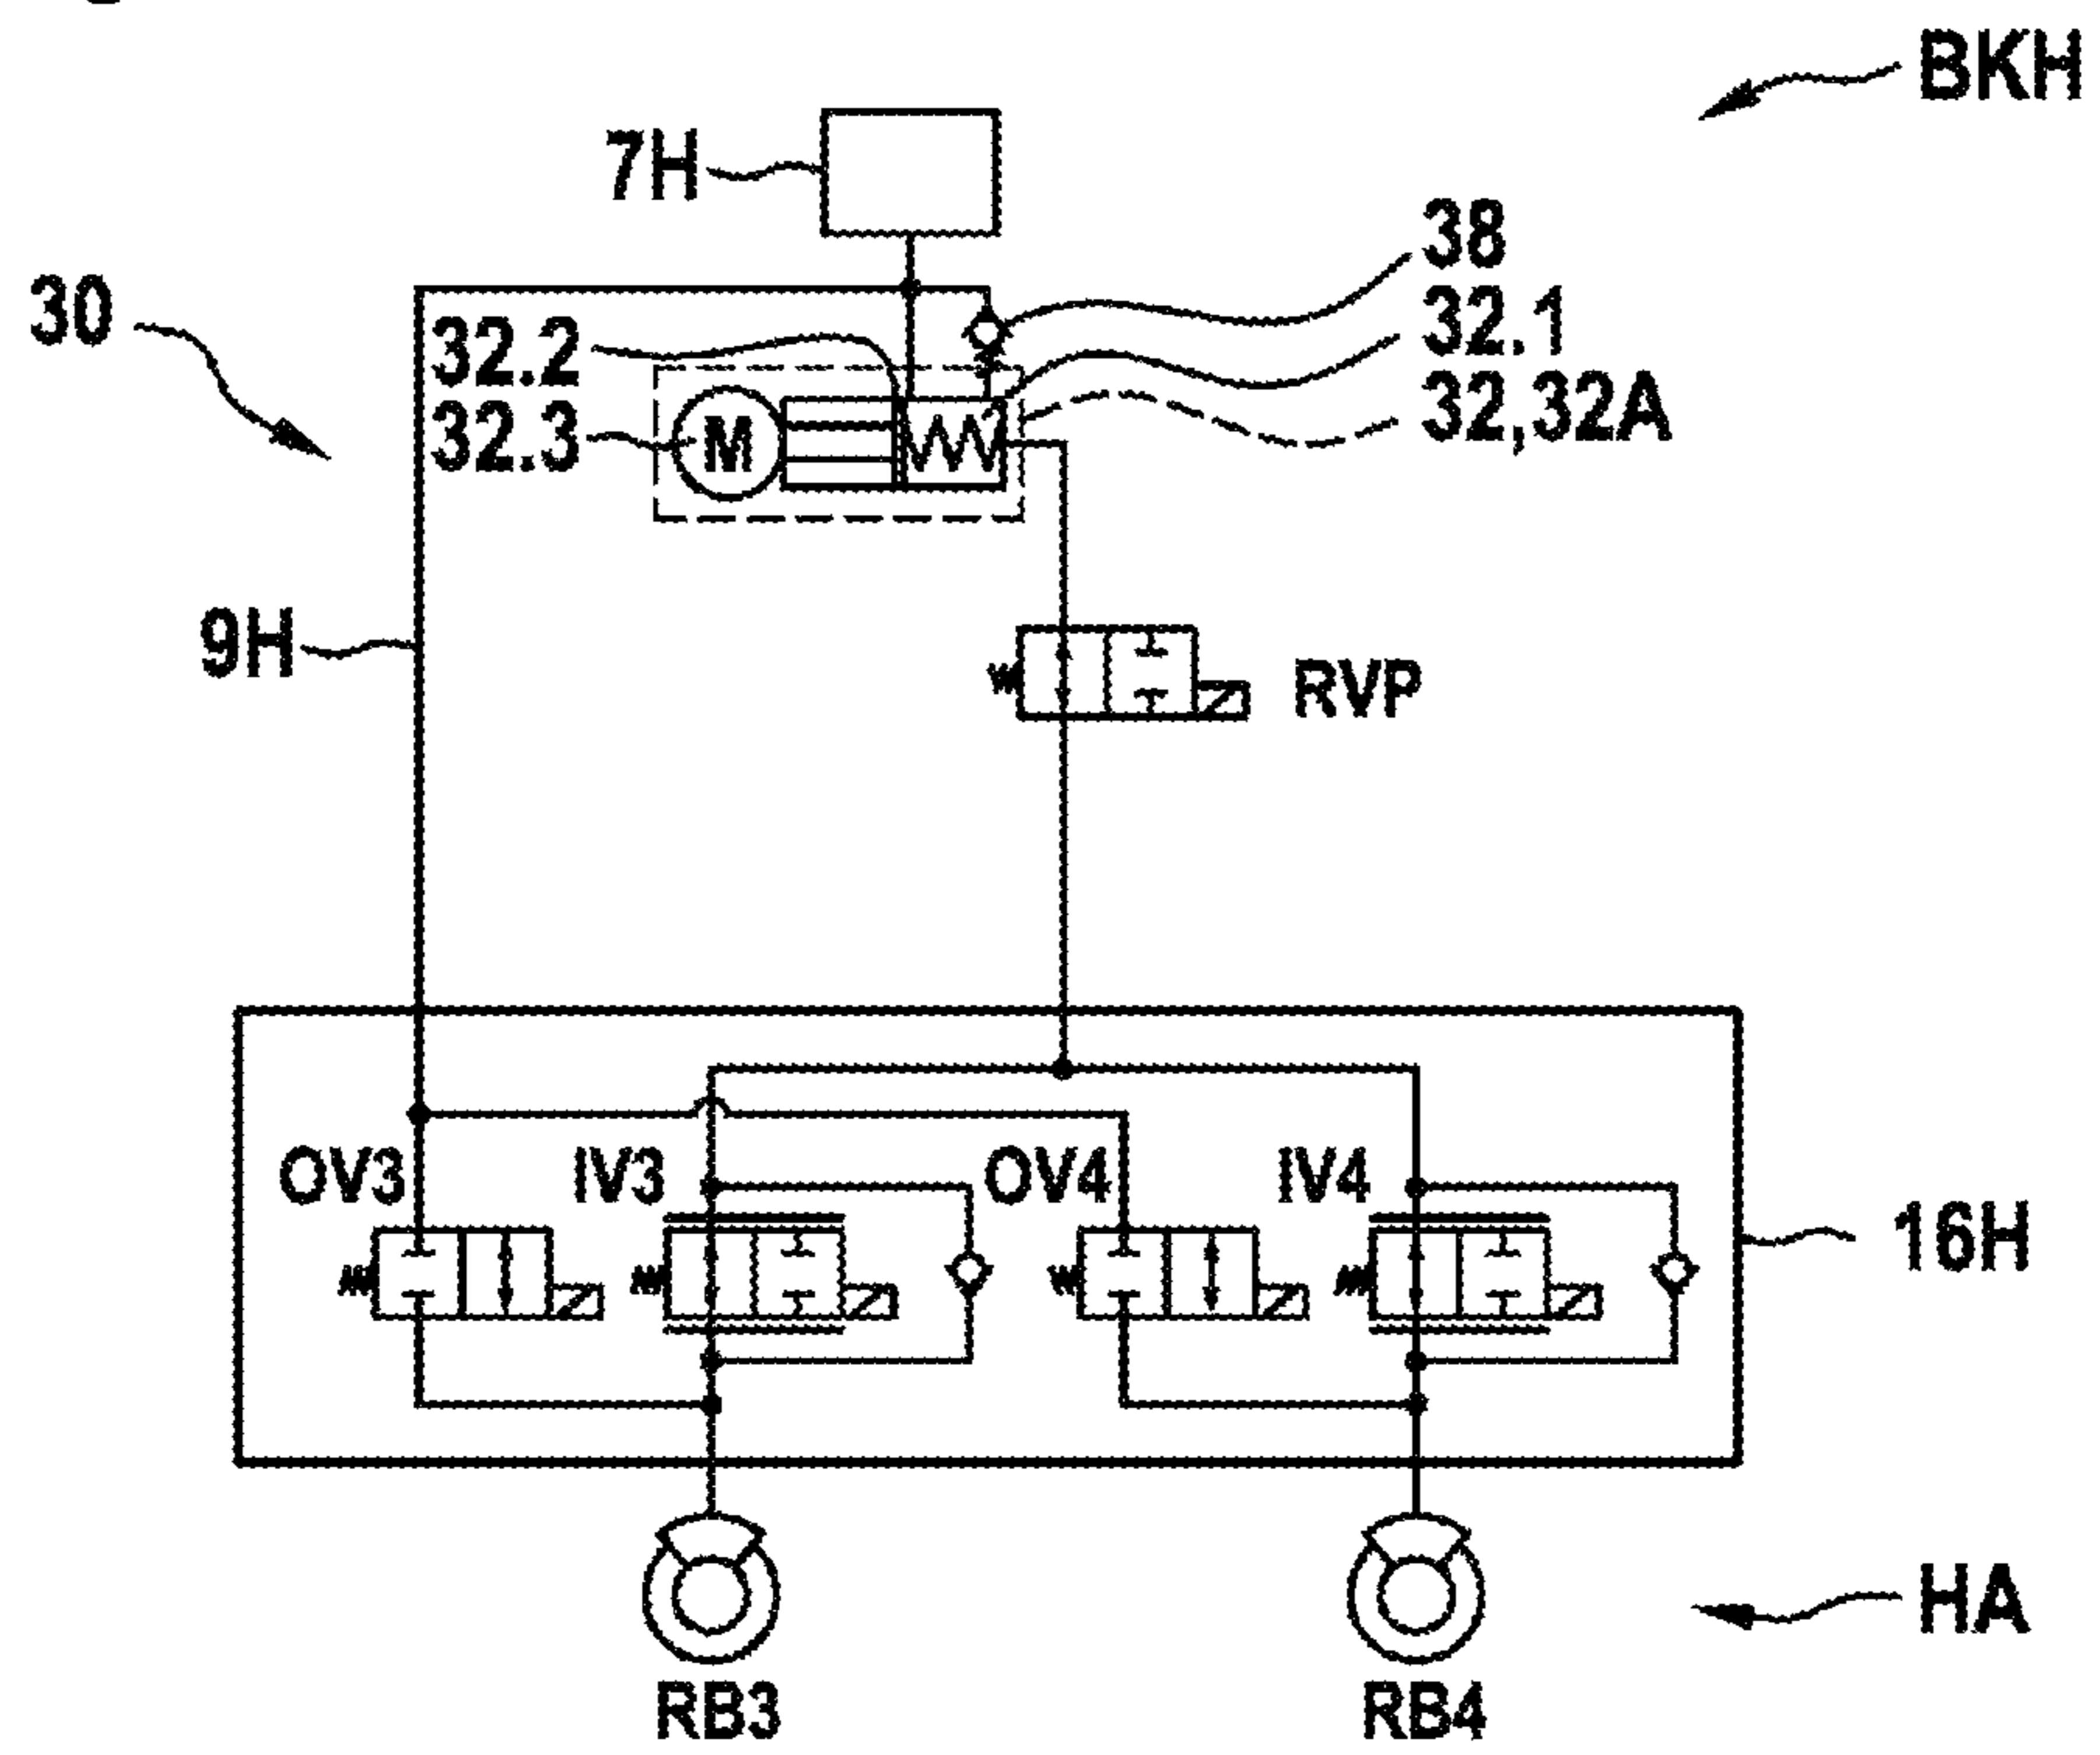 BKH
7H
38
30
32.1
32.2
32,32A
32.3
M
9H
RVP
OV3
IV3
OV4
IV4
16H
HA
RB3
RB4